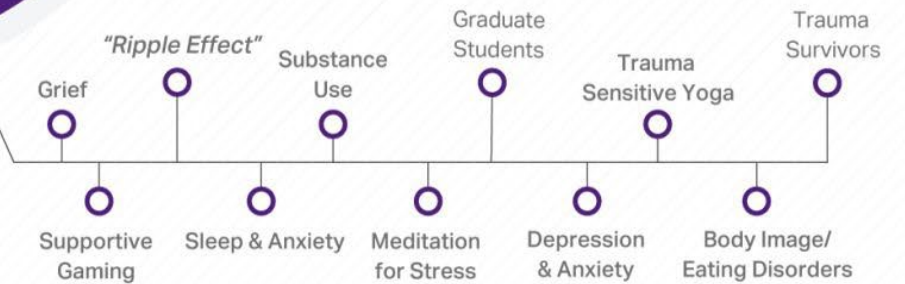 Grief
“Ripple Effect”
Substance
Use
Graduate
Students
Trauma
Sensitive Yoga
Trauma
Survivors
Supportive
Gaming
Sleep & Anxiety
Meditation
for Stress
Depression
& Anxiety
Body Image/
Eating Disorders